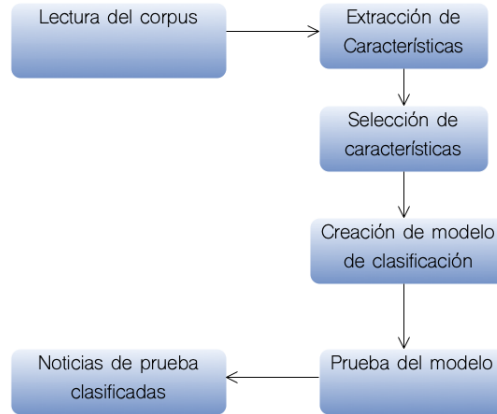 Lectura del corpus
Extracción de
Características
Selección de
características
Creación de modelo
de clasificación
Prueba del modelo
Noticias de prueba
clasificadas